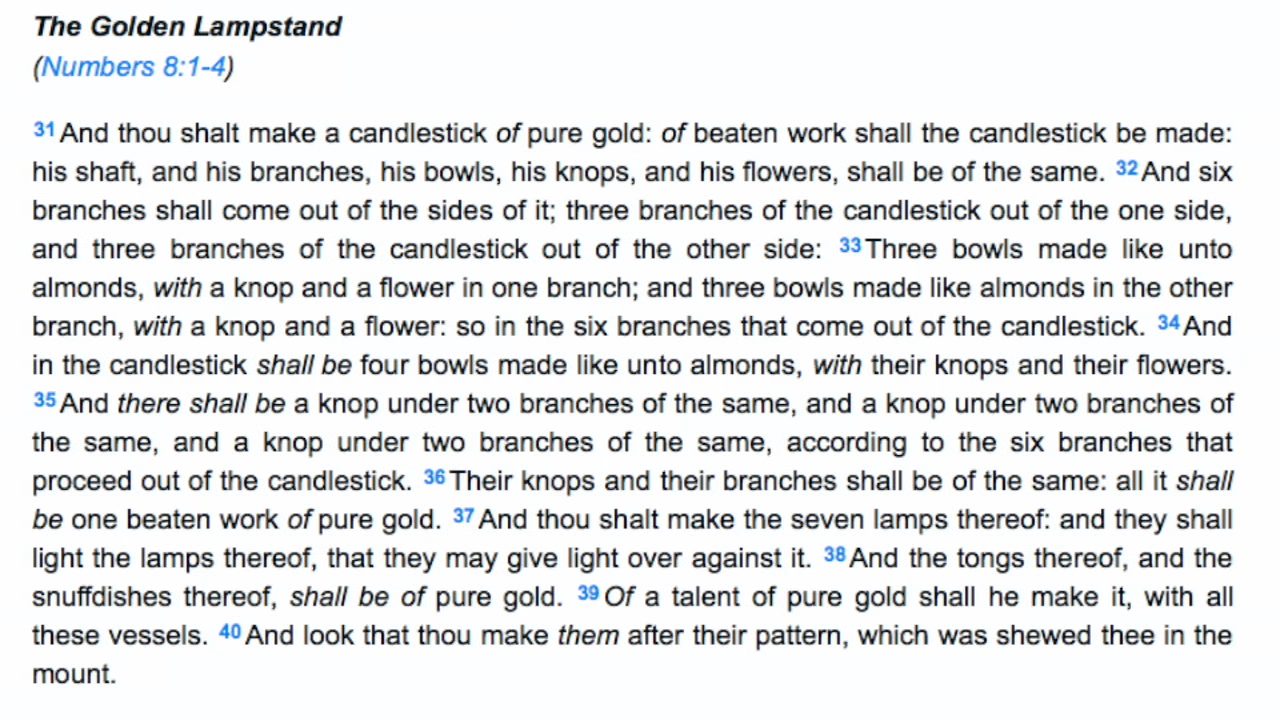 The Golden Lampstand
(Numbers 8:1-4)
31 And thou shalt make a candlestick of pure gold: of beaten work shall the candlestick be made:
his shaft, and his branches, his bowls, his knops, and his flowers, shall be of the same. 32 And six
branches shall come out of the sides of it; three branches of the candlestick out of the one side,
and three branches of the candlestick out of the other side: 33 Three bowls made like unto
almonds, with a knop and a flower in one branch; and three bowls made like almonds in the other
branch, with a knop and a flower: so in the six branches that come out of the candlestick. 34 And
in the candlestick shall be four bowls made like unto almonds, with their knops and their flowers.
35 And there shall be a knop under two branches of the same, and a knop under two branches of
the same, and a knop under two branches of the same, according to the six branches that
proceed out of the candlestick. 36 Their knops and their branches shall be of the same: all it shall
be one beaten work of pure gold. 37 And thou shalt make the seven lamps thereof: and they shall
light the lamps thereof, that they may give light over against it. 38 And the tongs thereof, and the
snuffdishes thereof, shall be of pure gold. 39 Of a talent of pure gold shall he make it, with all
these vessels. 40 And look that thou make them after their pattern, which was shewed thee in the
mount.